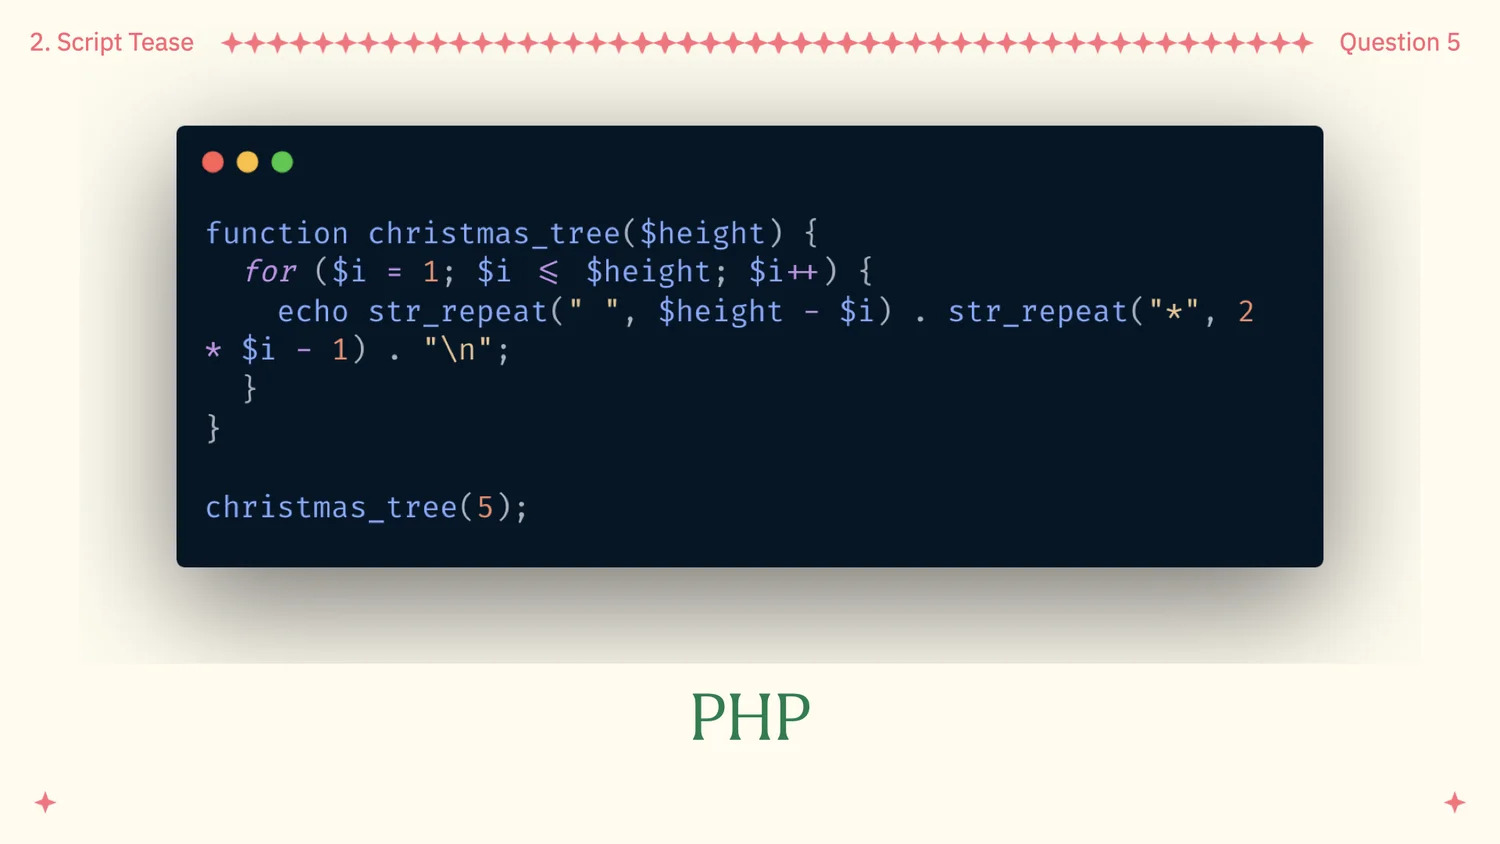 2. Script Tease
Question 5
function christmas_tree($height) {
  for ($i = 1; $i <= $height; $i++) {
    echo str_repeat(" ", $height - $i) . str_repeat("*", 2
* $i - 1) . "\n";
  }
}
christmas_tree(5);
PHP